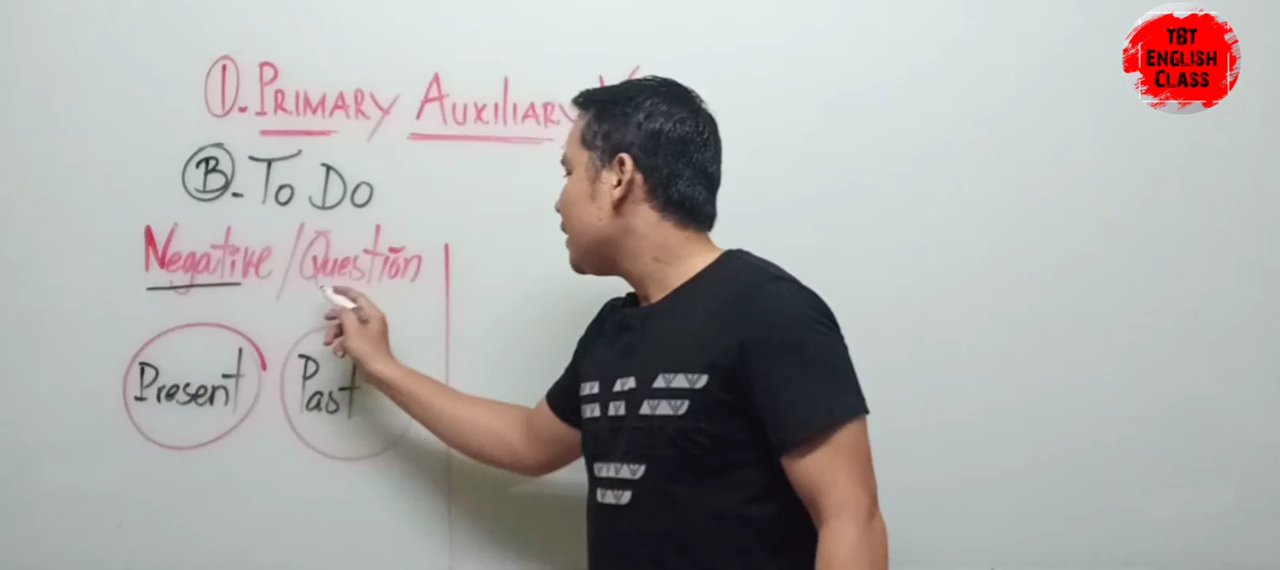 ①. PRIMARY AUXILIARY V
Ⓑ. TO DO
Negative / Question
Present Past
TBT
ENGLISH
CLASS